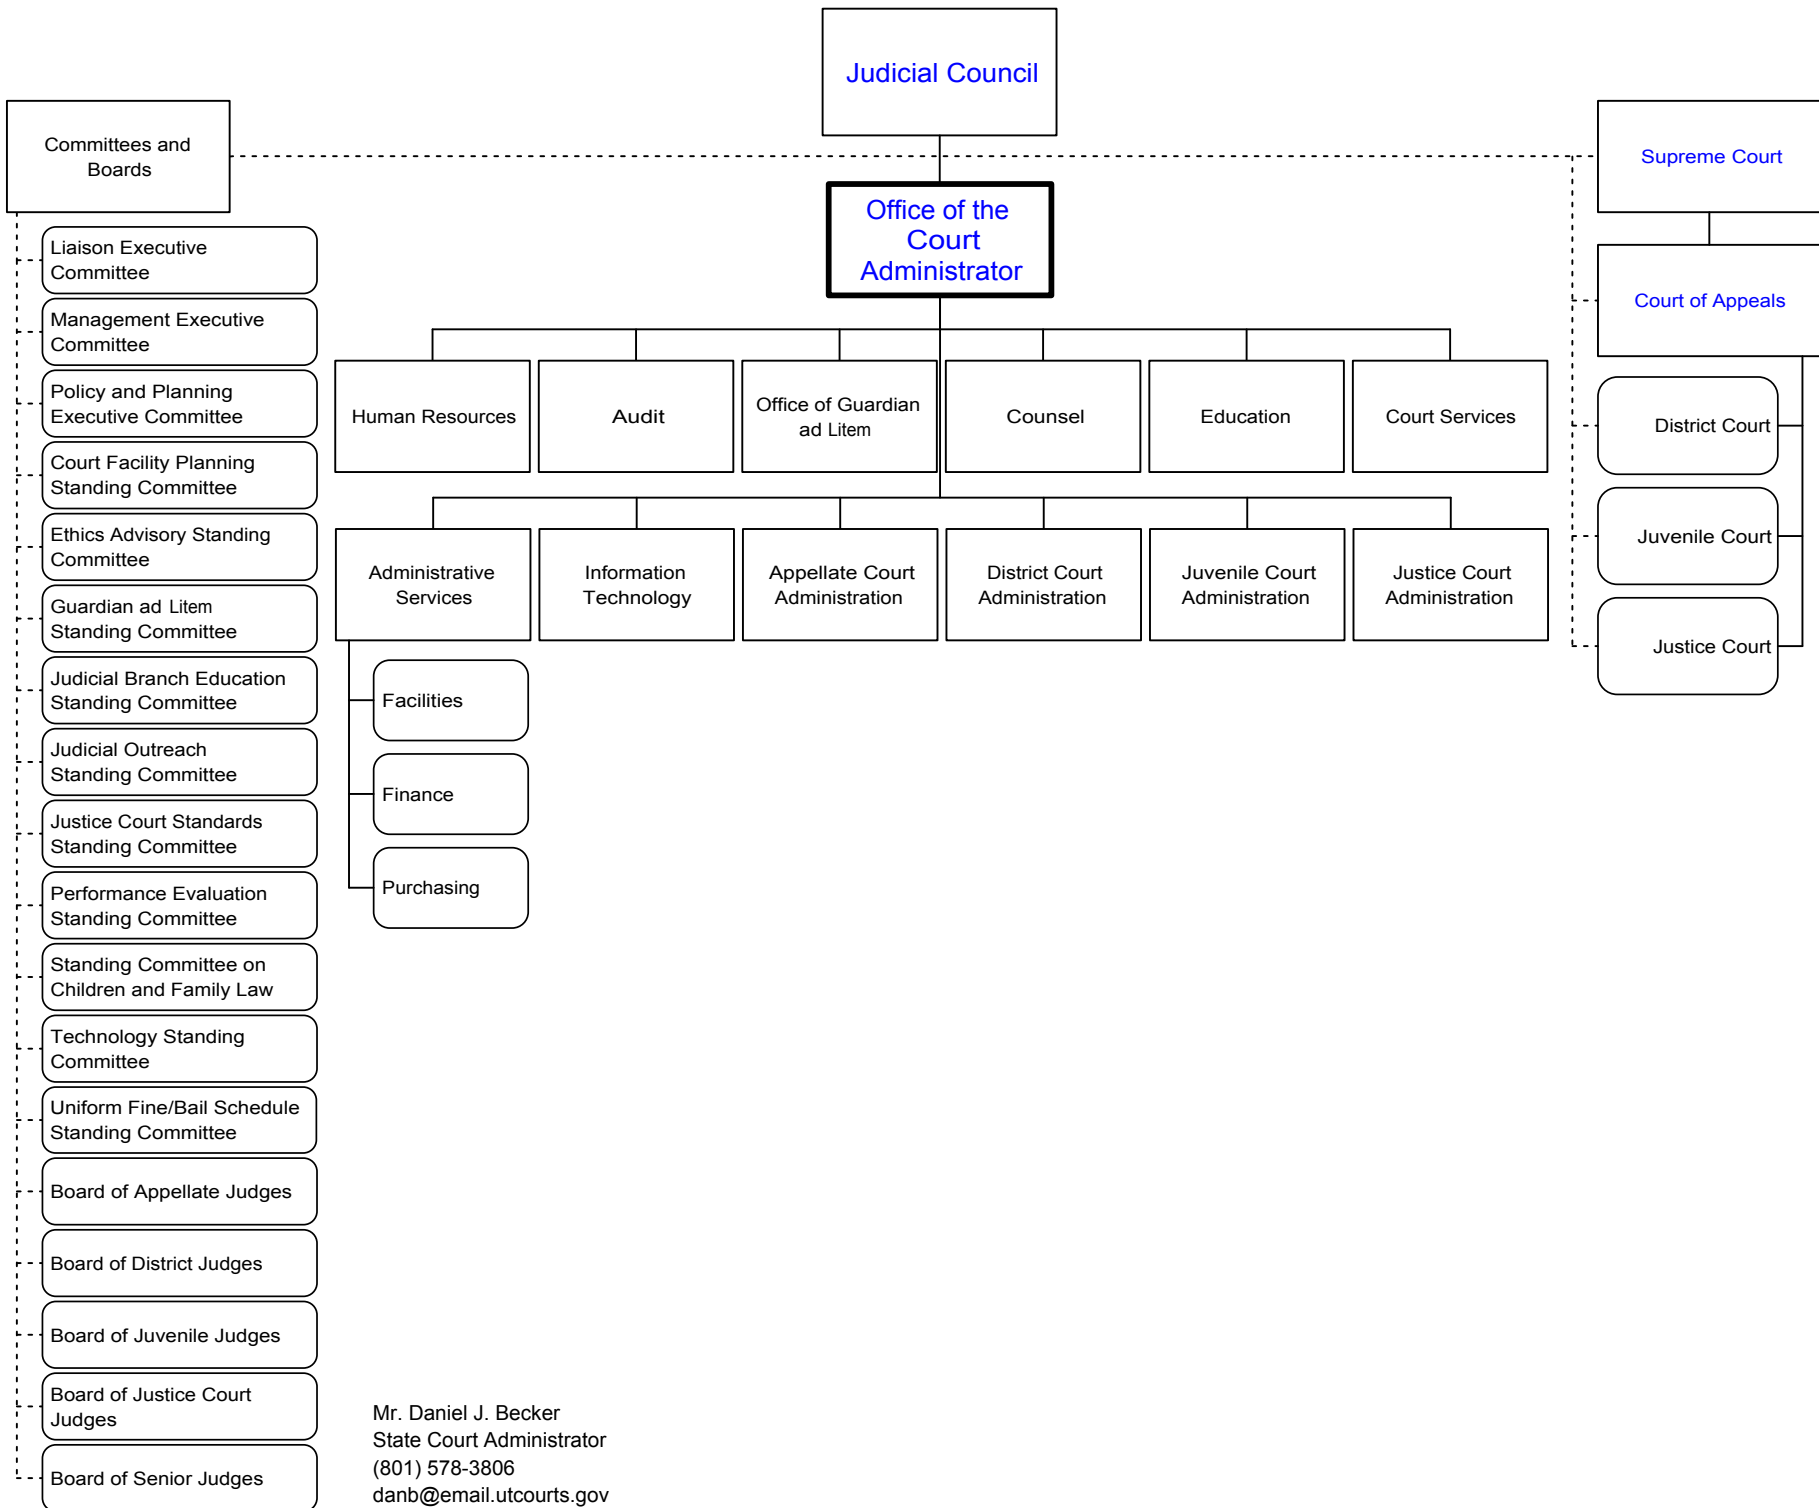 Judicial Council
Committees and
Boards
Supreme Court
Office of the
Court
Administrator
Court of Appeals
Liaison Executive
Committee
Management Executive
Committee
Policy and Planning
Executive Committee
Court Facility Planning
Standing Committee
Ethics Advisory Standing
Committee
Guardian ad Litem
Standing Committee
Judicial Branch Education
Standing Committee
Judicial Outreach
Standing Committee
Justice Court Standards
Standing Committee
Performance Evaluation
Standing Committee
Standing Committee on
Children and Family Law
Technology Standing
Committee
Uniform Fine/Bail Schedule
Standing Committee
Board of Appellate Judges
Board of District Judges
Board of Juvenile Judges
Board of Justice Court
Judges
Board of Senior Judges
Human Resources
Audit
Office of Guardian
ad Litem
Counsel
Education
Court Services
Administrative
Services
Information
Technology
Appellate Court
Administration
District Court
Administration
Juvenile Court
Administration
Justice Court
Administration
Facilities
Finance
Purchasing
District Court
Juvenile Court
Justice Court
Mr. Daniel J. Becker
State Court Administrator
(801) 578-3806
danb@email.utcourts.gov